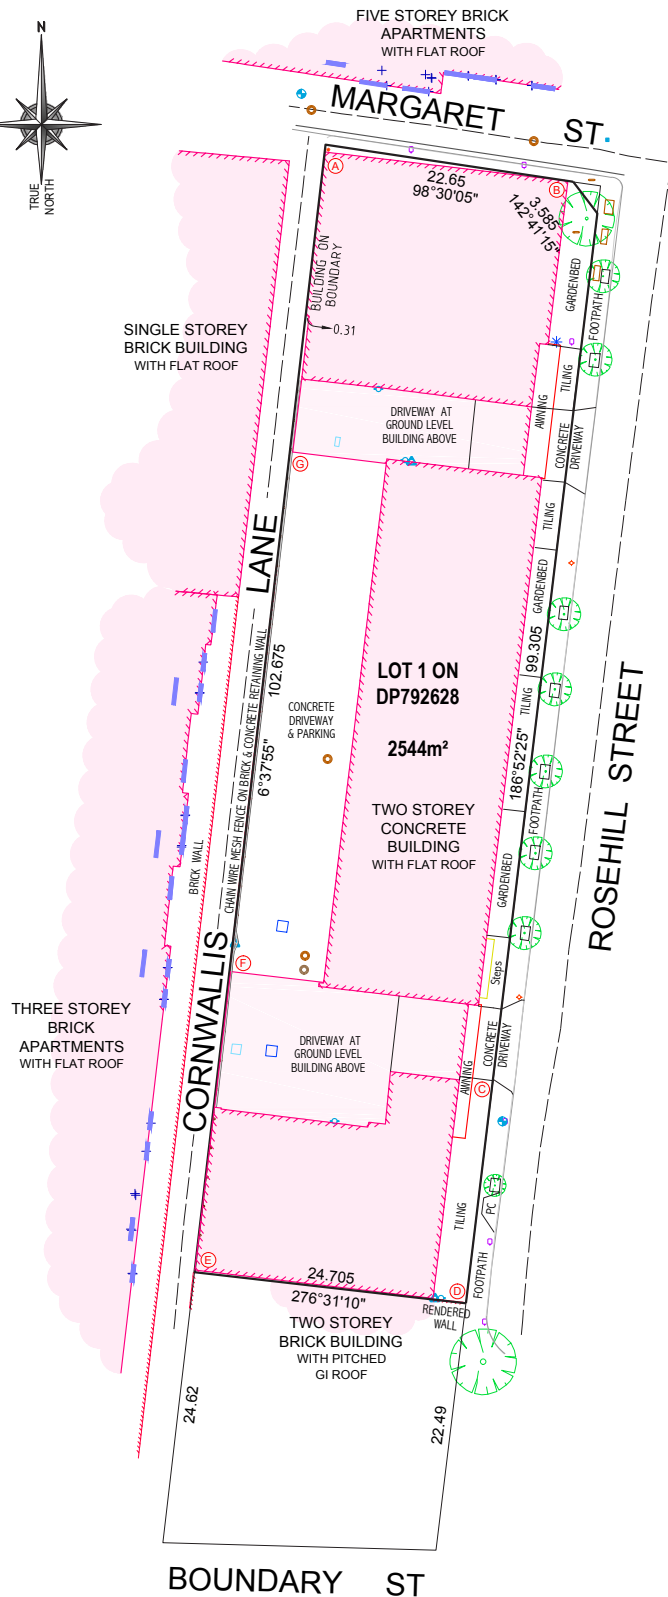 FIVE STOREY BRICK
APARTMENTS
WITH FLAT ROOF
N
TRUE
NORTH
MARGARET ST.
A
22.65
98°30'05"
B
3.585
142°41'15"
BUILDING ON
BOUNDARY
0.31
GARDENBED
FOOTPATH
SINGLE STOREY
BRICK BUILDING
WITH FLAT ROOF
TILING
AWNING
DRIVEWAY AT
GROUND LEVEL
BUILDING ABOVE
CONCRETE
DRIVEWAY
G
TILING
LANE
GARDENBED
CHAIN WIRE MESH FENCE ON BRICK & CONCRETE RETAINING WALL
102.675
6°37'55"
99.305
186°52'25"
LOT 1 ON
DP792628
2544m²
TILING
CONCRETE
DRIVEWAY
& PARKING
ROSEHILL STREET
FOOTPATH
TWO STOREY
CONCRETE
BUILDING
WITH FLAT ROOF
BRICK WALL
GARDENBED
CORNWALLIS
F
Steps
THREE STOREY
BRICK
APARTMENTS
WITH FLAT ROOF
DRIVEWAY AT
GROUND LEVEL
BUILDING ABOVE
CONCRETE
DRIVEWAY
AWNING
C
TILING
PC
E
24.705
276°31'10"
D
FOOTPATH
RENDERED
WALL
TWO STOREY
BRICK BUILDING
WITH PITCHED
GI ROOF
24.62
22.49
BOUNDARY ST